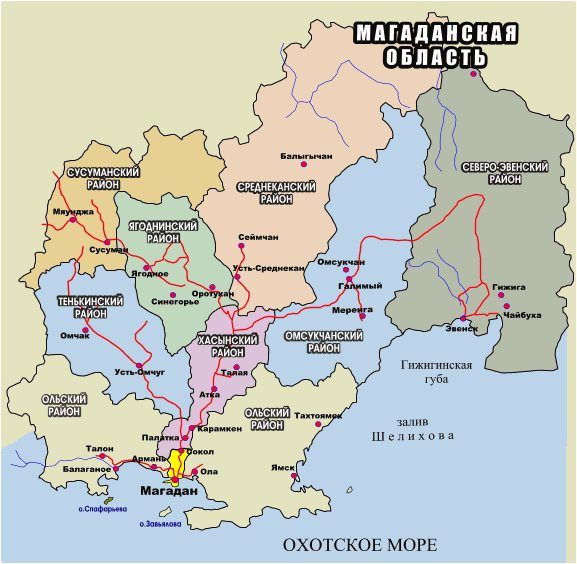 МАГАДАНСКАЯ
ОБЛАСТЬ
СУСУМАНСКИЙ
РАЙОН
Балыгычан
СЕВЕРО-ЭВЕНСКИЙ
РАЙОН
СРЕДНЕКАНСКИЙ
РАЙОН
Мяунджа
ЯГОДНИНСКИЙ
РАЙОН
Сусуман
Сеймчан
Ягодное
Усть-Среднекан
Омсукчан
Галимый
Синегорье
Оротукан
Гижига
ТЕНЬКИНСКИЙ
РАЙОН
Меренга
Чайбуха
Омчак
Эвенск
ХАСЫНСКИЙ
РАЙОН
ОМСУКЧАНСКИЙ
РАЙОН
Усть-Омчуг
Талая
Гижигинская
губа
Атка
ОЛЬСКИЙ
РАЙОН
ОЛЬСКИЙ
РАЙОН
Тахтоямск
залив
Шелихова
Карамкен
Палатка
Сокол
Талон
Армань
Балаганое
Ола
Ямск
Магадан
о.Спафарьева
о.Завьялова
ОХОТСКОЕ МОРЕ